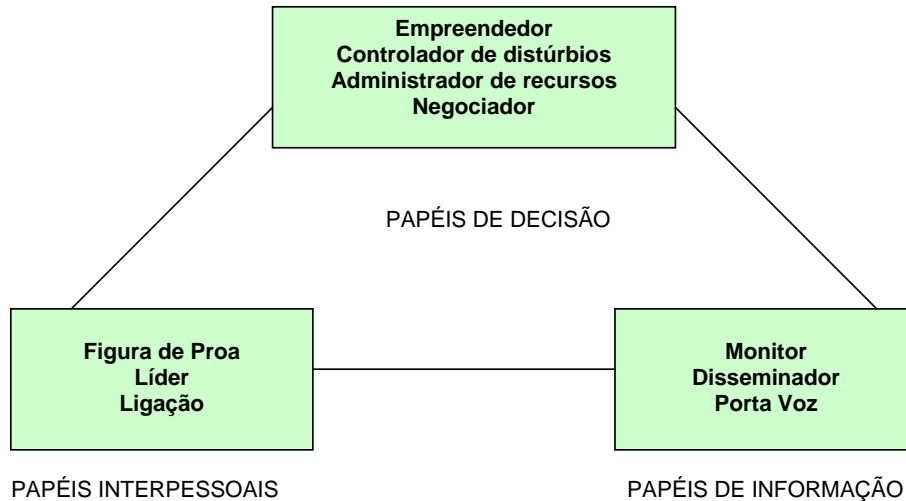 Empreendedor
Controlador de distúrbios
Administrador de recursos
Negociador
PAPÉIS DE DECISÃO
Figura de Proa
Líder
Ligação
Monitor
Disseminador
Porta Voz
PAPÉIS INTERPESSOAIS
PAPÉIS DE INFORMAÇÃO